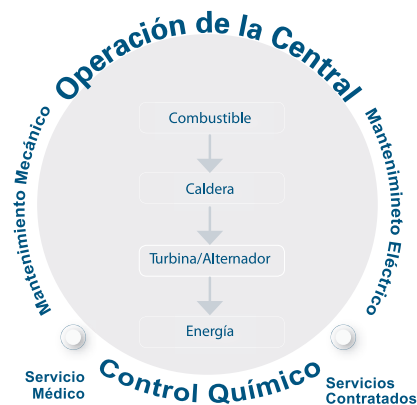 Operación de la Central
Mantenimiento Mecánico
Mantenimineto Eléctrico
Combustible
Caldera
Turbina/Alternador
Energía
Servicio
Médico
Control Químico
Servicios
Contratados